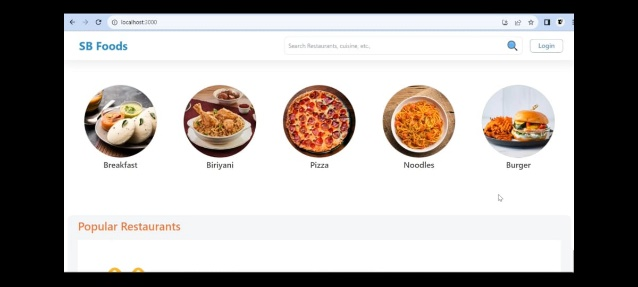 localhost:3000
SB Foods
Search Restaurants, cuisine, etc.,
Login
Breakfast
Biriyani
Pizza
Noodles
Burger
Popular Restaurants